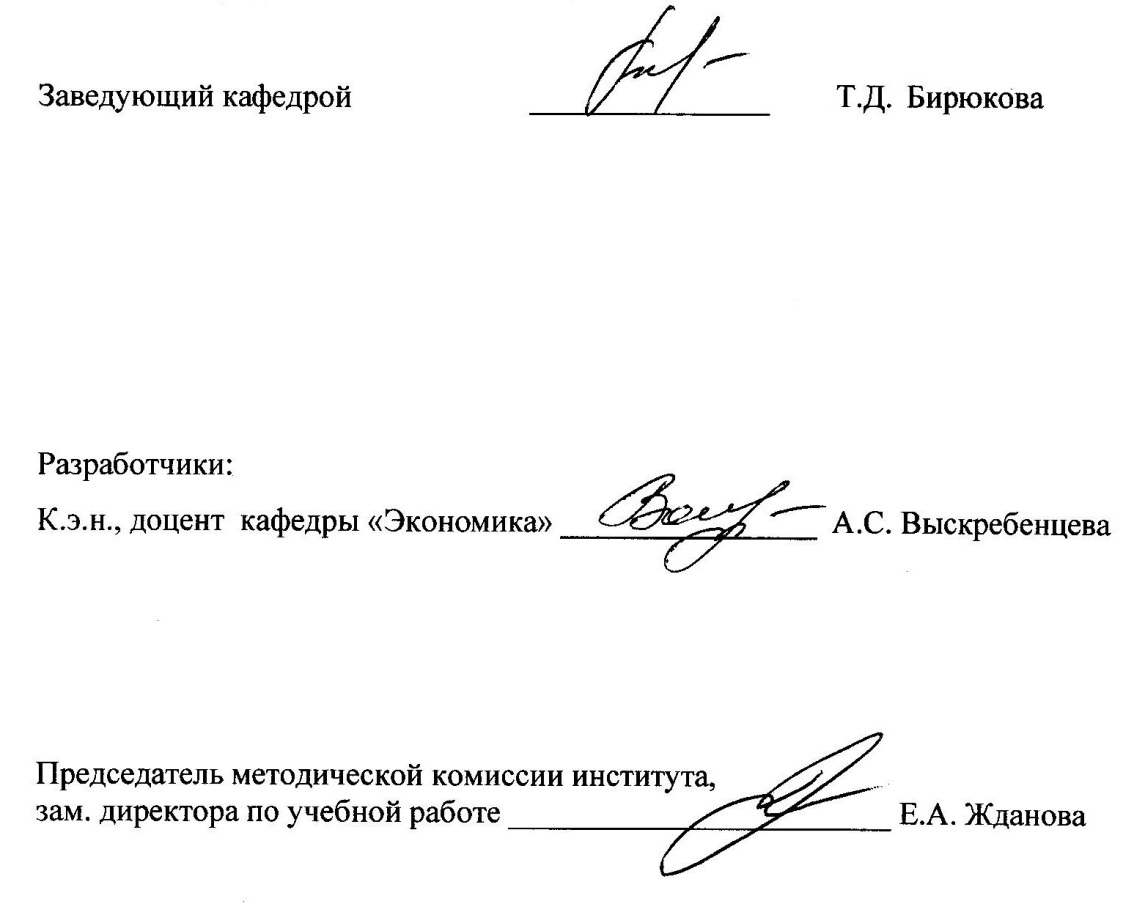 Заведующий кафедрой Т.Д. Бирюкова
Разработчики:
К.э.н., доцент кафедры «Экономика» А.С. Выскребенцева
Председатель методической комиссии института,
зам. директора по учебной работе Е.А. Жданова